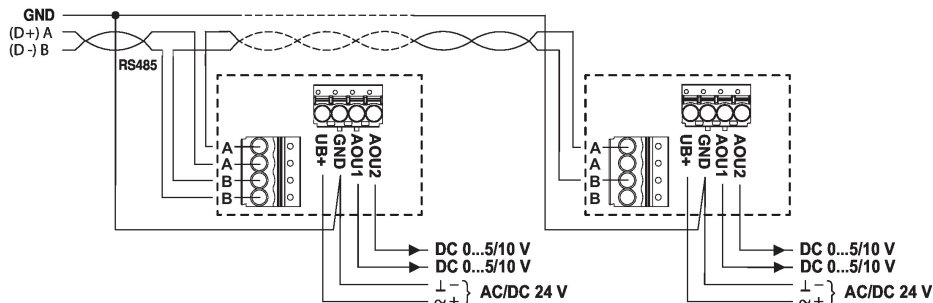 GND
(D+) A
(D -) B
RS485
A
A
B
B
UB+
GND
AOU1
AOU2
DC 0...5/10 V
DC 0...5/10 V
⊥ −
~ + } AC/DC 24 V
A
A
B
B
UB+
GND
AOU1
AOU2
DC 0...5/10 V
DC 0...5/10 V
⊥ −
~ + } AC/DC 24 V